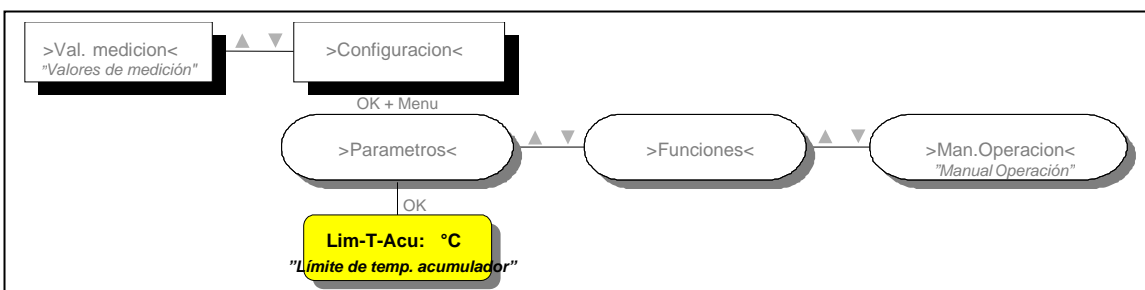 >Val. medicion<
"Valores de medición"
>Configuracion<
OK + Menu
>Parametros<
>Funciones<
>Man.Operacion<
"Manual Operación"
OK
Lim-T-Acu: °C
"Límite de temp. acumulador"